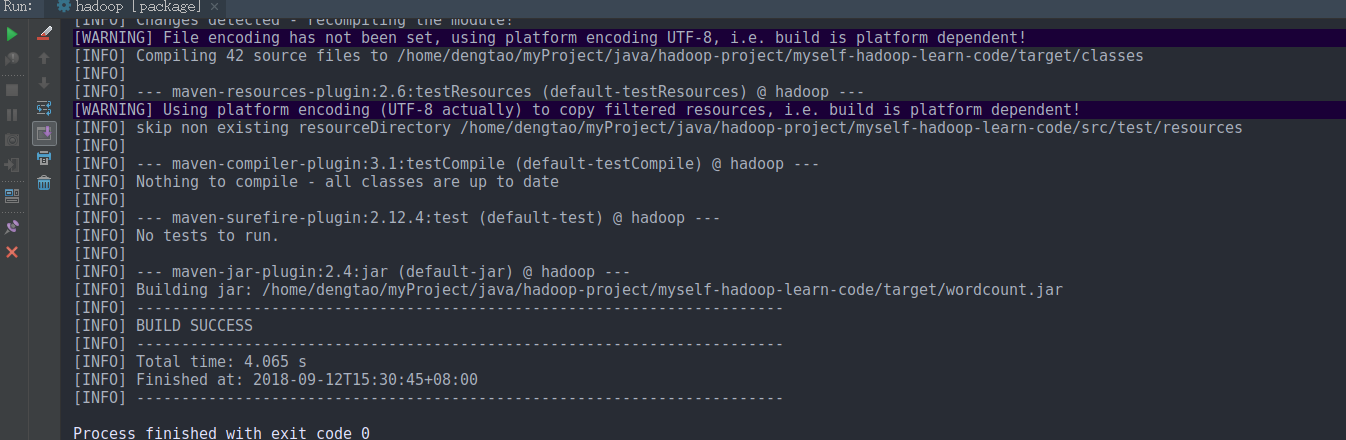 Run: hadoop [package]
[INFO] Changes detected - recompiling the module!
[WARNING] File encoding has not been set, using platform encoding UTF-8, i.e. build is platform dependent!
[INFO] Compiling 42 source files to /home/dengtao/myProject/java/hadoop-project/myself-hadoop-learn-code/target/classes
[INFO]
[INFO] --- maven-resources-plugin:2.6:testResources (default-testResources) @ hadoop ---
[WARNING] Using platform encoding (UTF-8 actually) to copy filtered resources, i.e. build is platform dependent!
[INFO] skip non existing resourceDirectory /home/dengtao/myProject/java/hadoop-project/myself-hadoop-learn-code/src/test/resources
[INFO]
[INFO] --- maven-compiler-plugin:3.1:testCompile (default-testCompile) @ hadoop ---
[INFO] Nothing to compile - all classes are up to date
[INFO]
[INFO] --- maven-surefire-plugin:2.12.4:test (default-test) @ hadoop ---
[INFO] No tests to run.
[INFO]
[INFO] --- maven-jar-plugin:2.4:jar (default-jar) @ hadoop ---
[INFO] Building jar: /home/dengtao/myProject/java/hadoop-project/myself-hadoop-learn-code/target/wordcount.jar
[INFO] ------------------------------------------------------------------------
[INFO] BUILD SUCCESS
[INFO] ------------------------------------------------------------------------
[INFO] Total time: 4.065 s
[INFO] Finished at: 2018-09-12T15:30:45+08:00
[INFO] ------------------------------------------------------------------------
Process finished with exit code 0